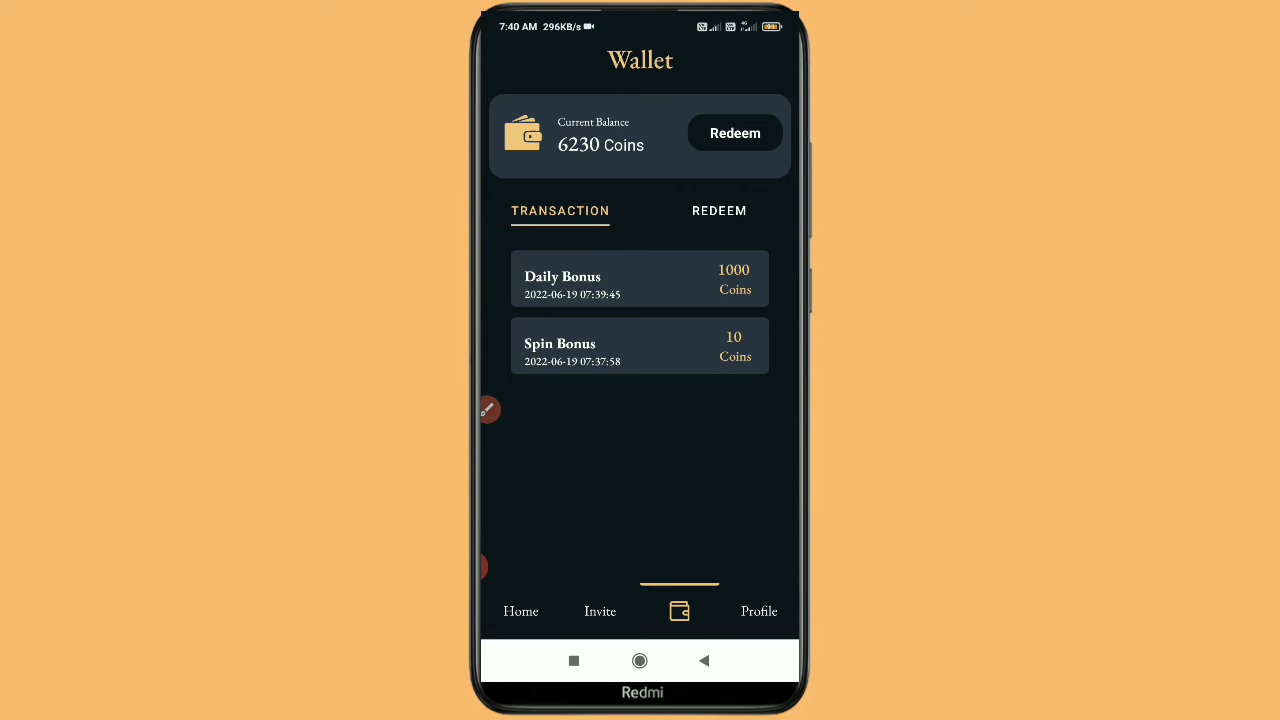 7:40 AM 296KB/s
Wallet
Current Balance
6230 Coins
Redeem
TRANSACTION
REDEEM
Daily Bonus
2022-06-19 07:39:45
1000
Coins
Spin Bonus
2022-06-19 07:37:58
10
Coins
Home
Invite
Profile
Redmi